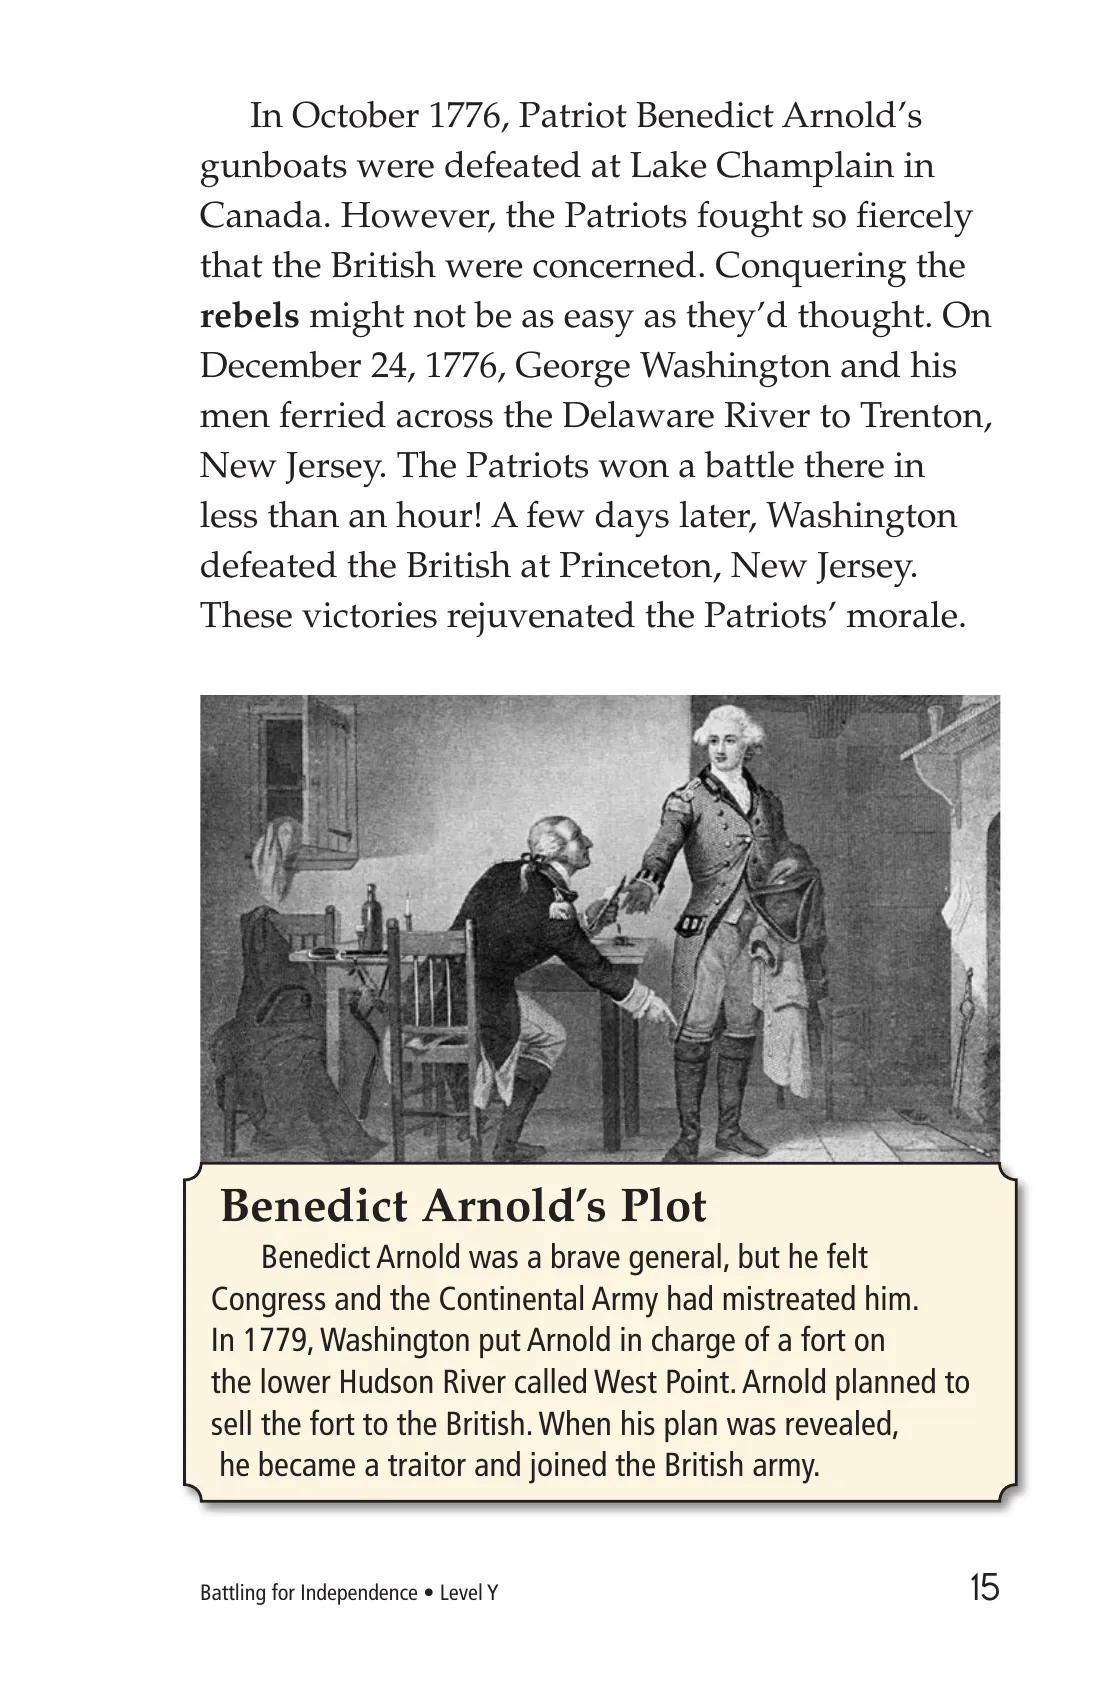 In October 1776, Patriot Benedict Arnold’s
gunboats were defeated at Lake Champlain in
Canada. However, the Patriots fought so fiercely
that the British were concerned. Conquering the
rebels might not be as easy as they’d thought. On
December 24, 1776, George Washington and his
men ferried across the Delaware River to Trenton,
New Jersey. The Patriots won a battle there in
less than an hour! A few days later, Washington
defeated the British at Princeton, New Jersey.
These victories rejuvenated the Patriots’ morale.
Benedict Arnold’s Plot
Benedict Arnold was a brave general, but he felt
Congress and the Continental Army had mistreated him.
In 1779, Washington put Arnold in charge of a fort on
the lower Hudson River called West Point. Arnold planned to
sell the fort to the British. When his plan was revealed,
he became a traitor and joined the British army.
Battling for Independence • Level Y
15